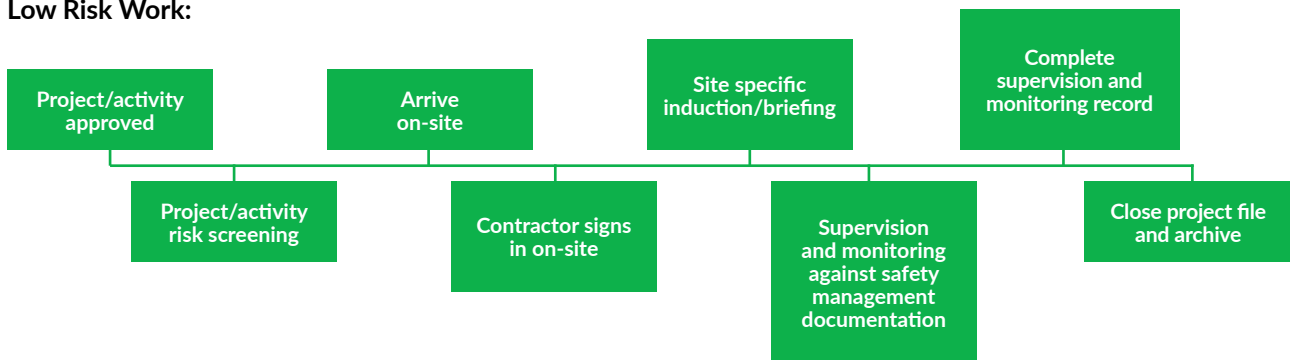 Low Risk Work:
Project/activity
approved
Project/activity
risk screening
Arrive
on-site
Contractor signs
in on-site
Site specific
induction/briefing
Supervision
and monitoring
against safety
management
documentation
Complete
supervision and
monitoring record
Close project file
and archive